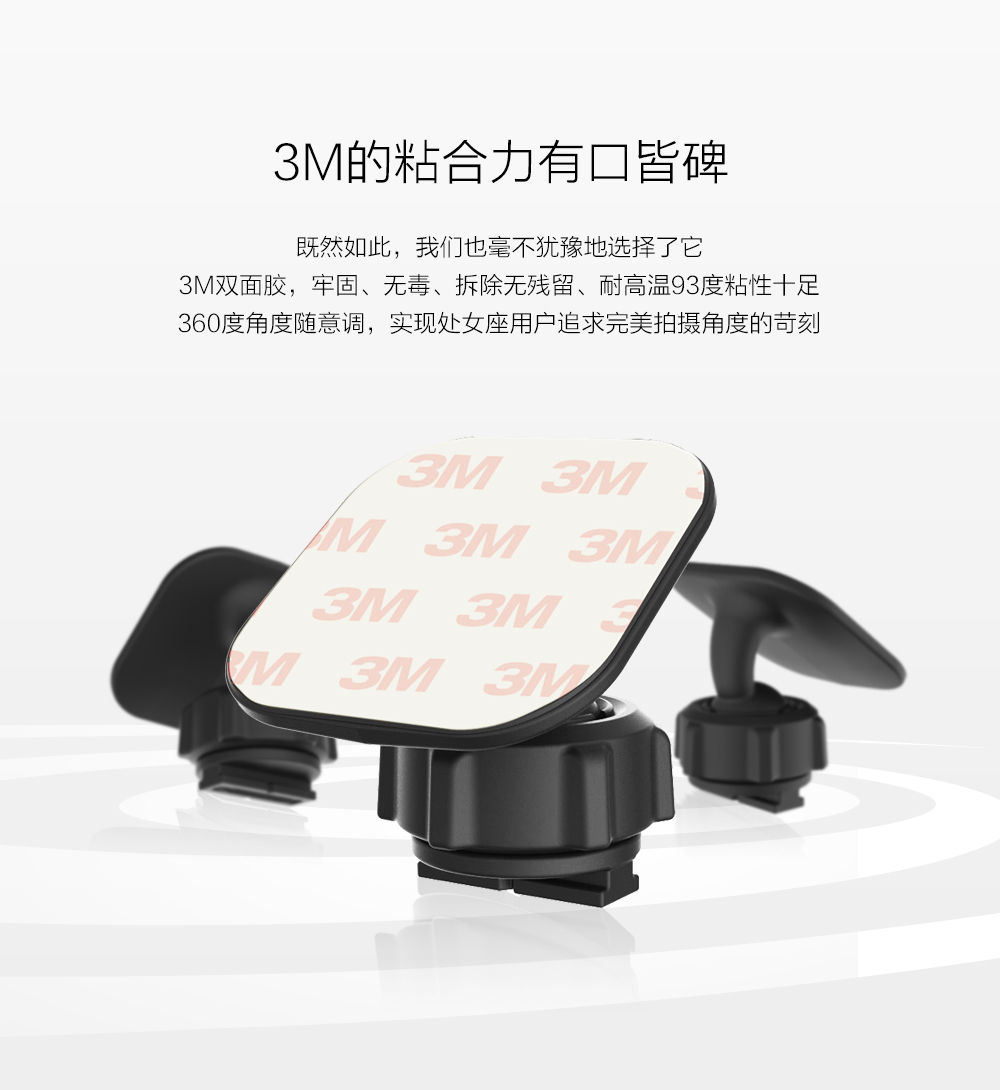 3M的粘合力有口皆碑
既然如此，我们也毫不犹豫地选择了它
3M双面胶，牢固、无毒、拆除无残留、耐高温93度粘性十足
360度角度随意调，实现处女座用户追求完美拍摄角度的苛刻
3M 3M 3
3M 3M 3M
3M 3M 3
3M 3M 3M